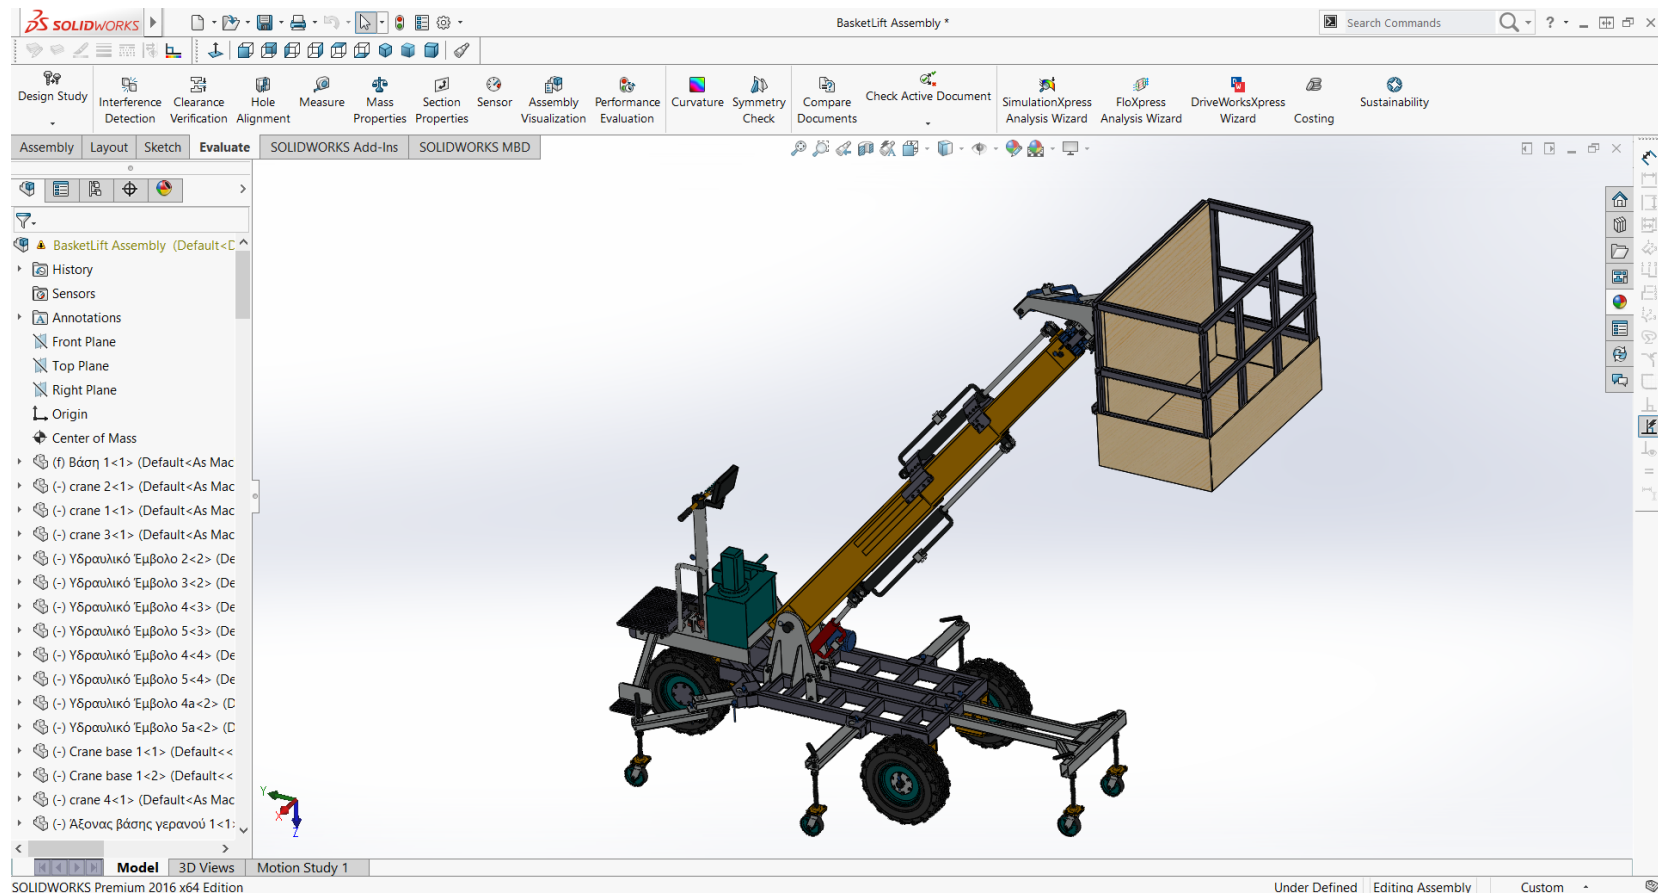 SOLIDWORKS
BasketLift Assembly *
Search Commands
Design Study
Interference Detection
Clearance Verification
Hole Alignment
Measure
Mass Properties
Section Properties
Sensor
Assembly Visualization
Performance Evaluation
Curvature
Symmetry Check
Compare Documents
Check Active Document
SimulationXpress Analysis Wizard
FloXpress Analysis Wizard
DriveWorksXpress Wizard
Costing
Sustainability
Assembly
Layout
Sketch
Evaluate
SOLIDWORKS Add-Ins
SOLIDWORKS MBD
BasketLift Assembly (Default<D
History
Sensors
Annotations
Front Plane
Top Plane
Right Plane
Origin
Center of Mass
(f) Βάση 1<1> (Default<As Mac
(-) crane 2<1> (Default<As Mac
(-) crane 1<1> (Default<As Mac
(-) crane 3<1> (Default<As Mac
(-) Υδραυλικό Έμβολο 2<2> (De
(-) Υδραυλικό Έμβολο 3<2> (De
(-) Υδραυλικό Έμβολο 4<3> (De
(-) Υδραυλικό Έμβολο 5<3> (De
(-) Υδραυλικό Έμβολο 4<4> (De
(-) Υδραυλικό Έμβολο 5<4> (De
(-) Υδραυλικό Έμβολο 4a<2> (D
(-) Υδραυλικό Έμβολο 5a<2> (D
(-) Crane base 1<1> (Default<<
(-) Crane base 1<2> (Default<<
(-) crane 4<1> (Default<As Mac
(-) Άξονας βάσης γερανού 1<1>
Y
X
Z
Model
3D Views
Motion Study 1
SOLIDWORKS Premium 2016 x64 Edition
Under Defined
Editing Assembly
Custom